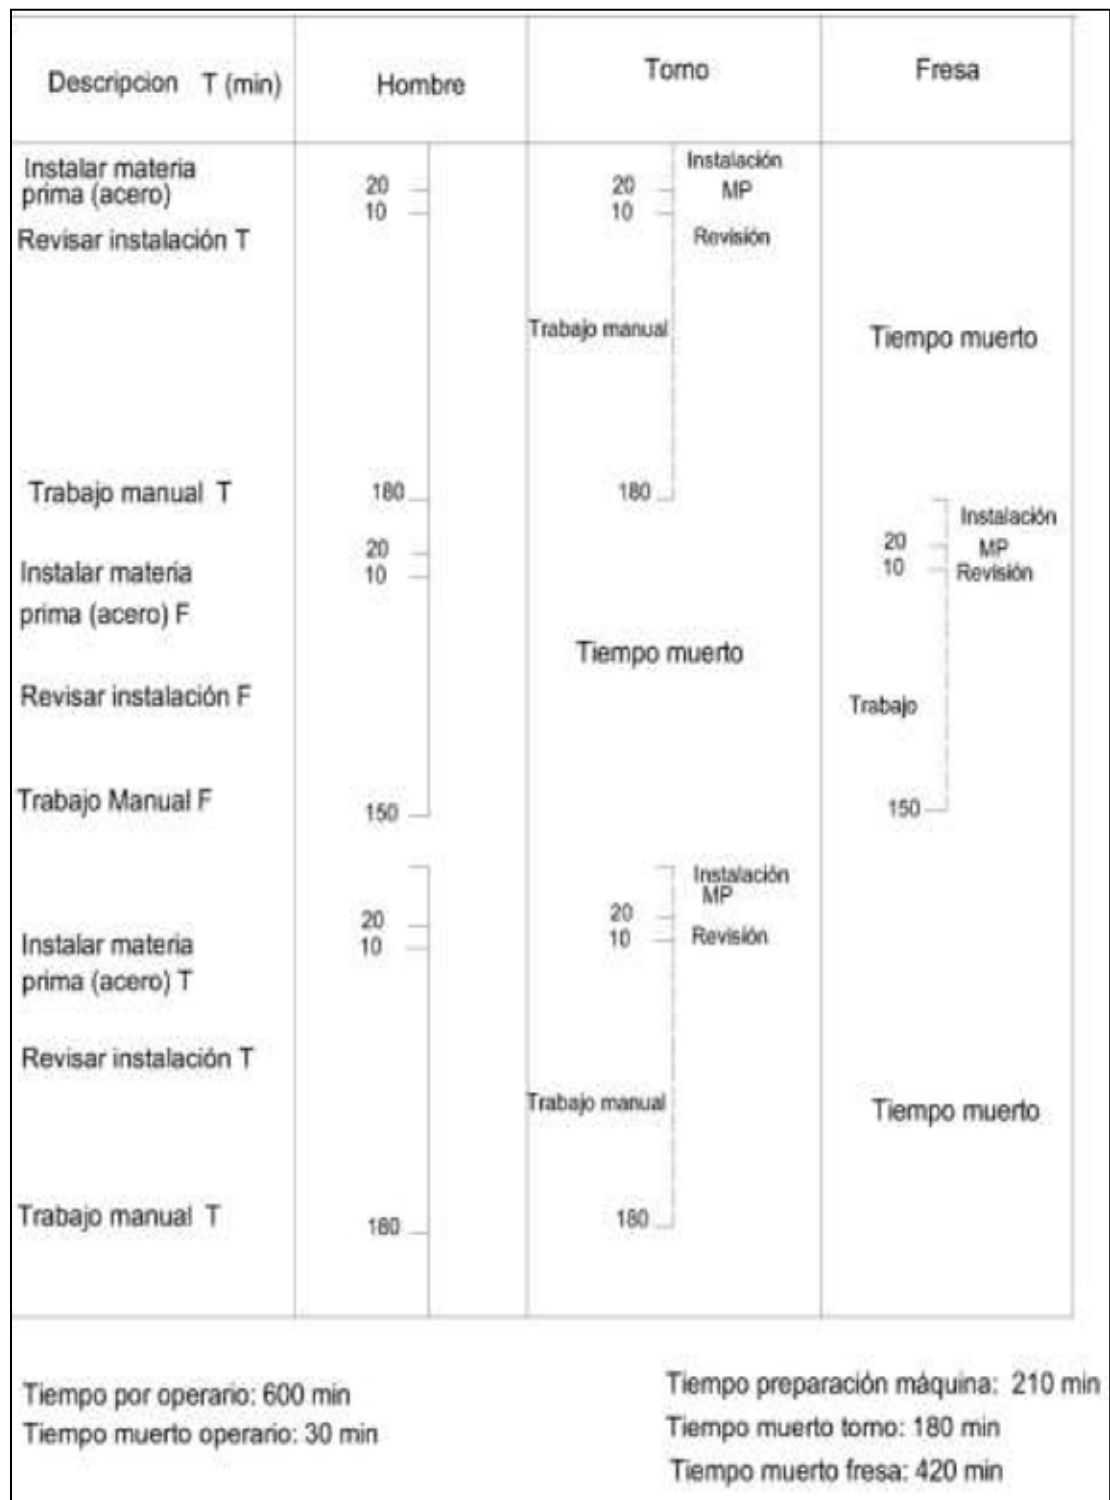 Descripcion T (min)
Hombre
Torno
Fresa
Instalar materia
prima (acero)
Revisar instalación T
20
10
20
10
Instalación
MP
Revisión
Trabajo manual
Tiempo muerto
Trabajo manual T
180
180
Instalar materia
prima (acero) F
20
10
20
10
Instalación
MP
Revisión
Tiempo muerto
Revisar instalación F
Trabajo
Trabajo Manual F
150
150
Instalar materia
prima (acero) T
20
10
20
10
Instalación
MP
Revisión
Revisar instalación T
Trabajo manual
Tiempo muerto
Trabajo manual T
180
180
Tiempo por operario: 600 min
Tiempo muerto operario: 30 min
Tiempo preparación máquina: 210 min
Tiempo muerto torno: 180 min
Tiempo muerto fresa: 420 min